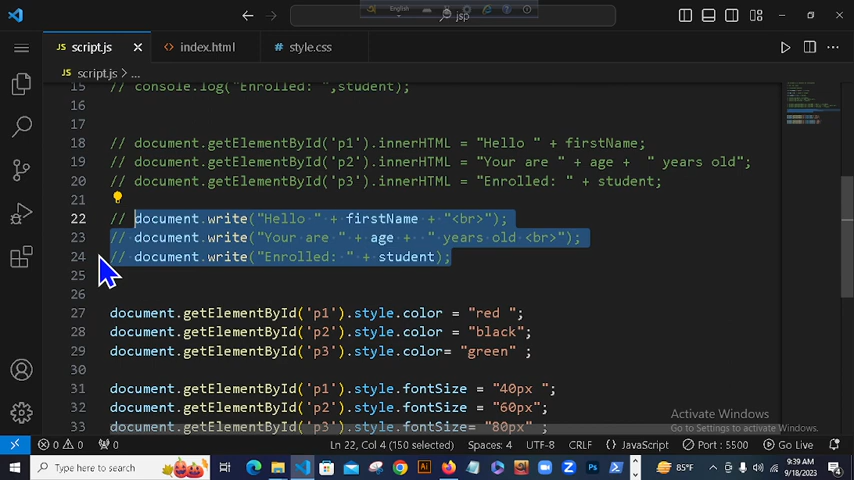 English
jsp
script.js
index.html
style.css
script.js > ...
15 // console.log("Enrolled: ",student);
16
17
18 // document.getElementById('p1').innerHTML = "Hello " + firstName;
19 // document.getElementById('p2').innerHTML = "Your are " + age +  " years old";
20 // document.getElementById('p3').innerHTML = "Enrolled: " + student;
21
22 // document.write("Hello " + firstName + "<br>");
23 // document.write("Your are " + age +  " years old <br>");
24 // document.write("Enrolled: " + student);
25
26
27 document.getElementById('p1').style.color = "red ";
28 document.getElementById('p2').style.color = "black";
29 document.getElementById('p3').style.color= "green" ;
30
31 document.getElementById('p1').style.fontSize = "40px ";
32 document.getElementById('p2').style.fontSize = "60px";
33 document.getElementById('p3').style.fontSize= "80px" ;
Activate Windows
Go to Settings to activate Windows.
0 0 0 Ln 22, Col 4 (150 selected) Spaces: 4 UTF-8 CRLF JavaScript Port : 5500 Go Live
Type here to search
85°F
9:39 AM
9/18/2023